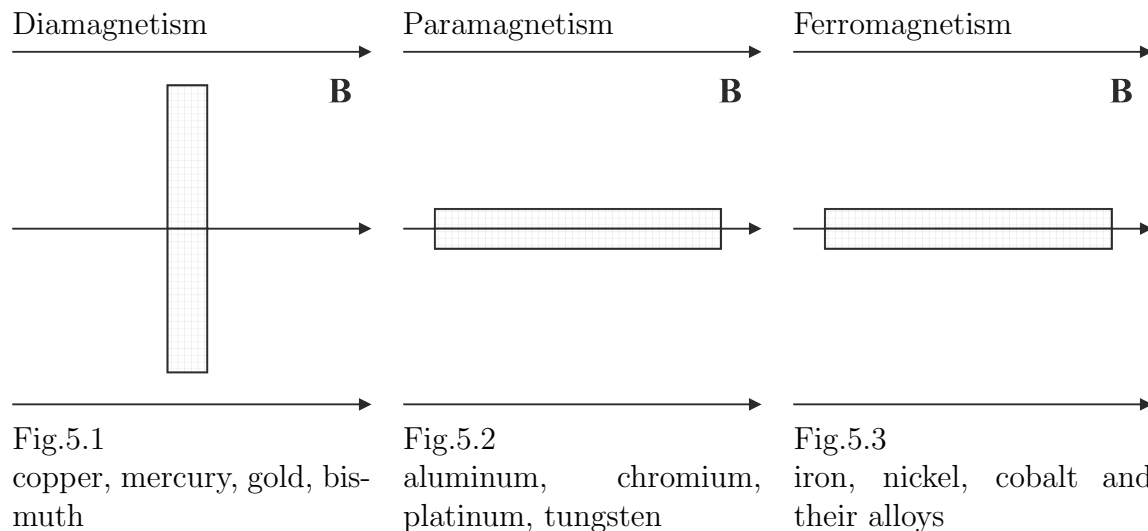 Diamagnetism
B
Fig.5.1
copper, mercury, gold, bis-
muth
Paramagnetism
B
Fig.5.2
aluminum, chromium,
platinum, tungsten
Ferromagnetism
B
Fig.5.3
iron, nickel, cobalt and
their alloys